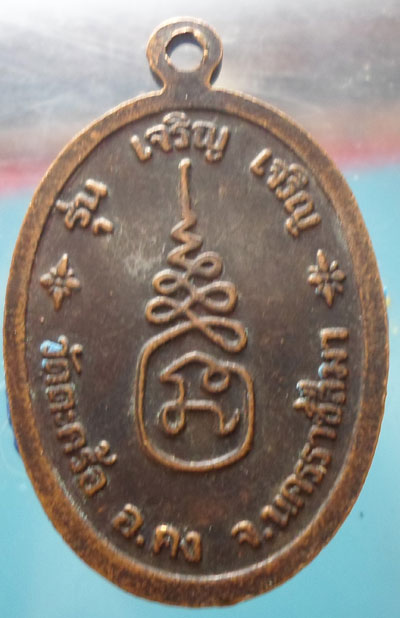 รุ่น เจริญ เจริญ
วัดตะคร้อ อ.คง จ.นครราชสีมา